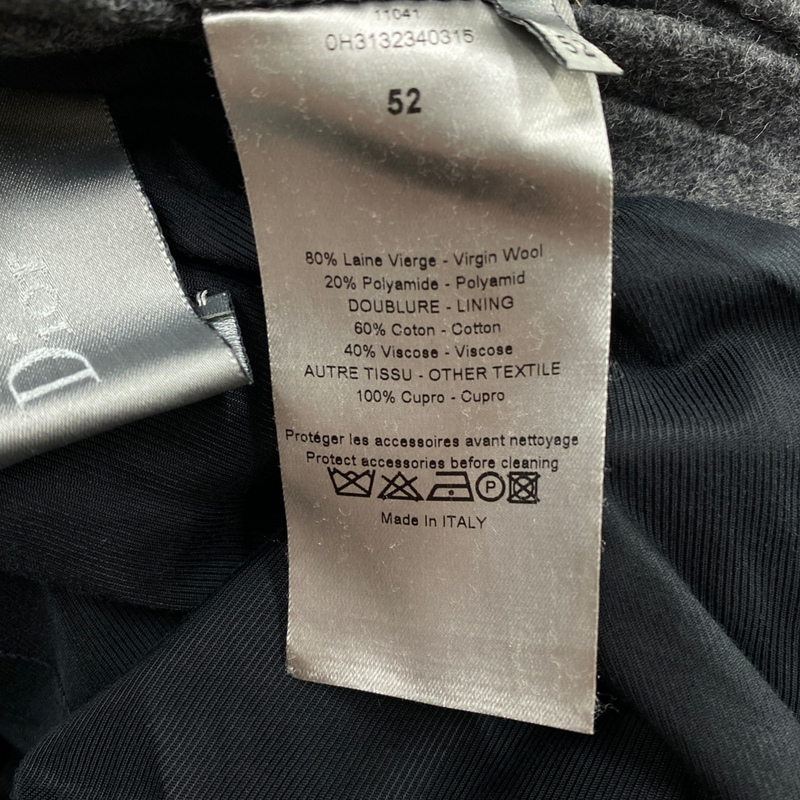 11041
0H3132340315
52
52
80% Laine Vierge - Virgin Wool
20% Polyamide - Polyamid
DOUBLURE - LINING
60% Coton - Cotton
40% Viscose - Viscose
AUTRE TISSU - OTHER TEXTILE
100% Cupro - Cupro
Protéger les accessoires avant nettoyage
Protect accessories before cleaning
P
Made In ITALY
Dior